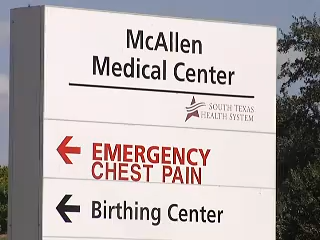 McAllen
Medical Center
SOUTH TEXAS
HEALTH SYSTEM
EMERGENCY
CHEST PAIN
Birthing Center